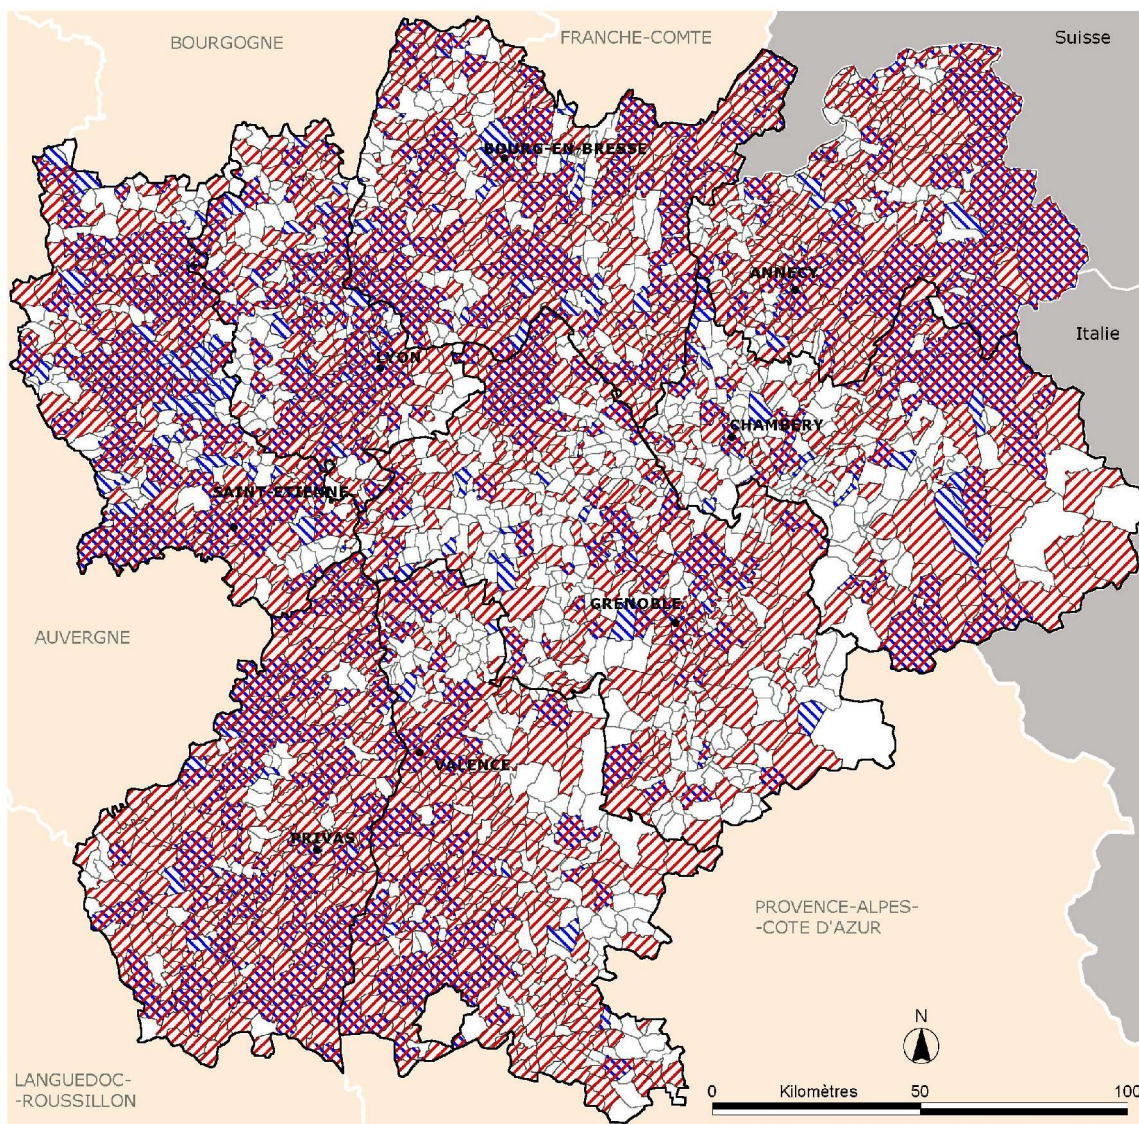 BOURGOGNE
FRANCHE-COMTE
Suisse
BOURG-EN-BRESSE
ANNECY
Italie
LYON
CHAMBERY
SAINT-ETIENNE
GRENOBLE
AUVERGNE
VALENCE
PRIVAS
PROVENCE-ALPES-
-COTE D'AZUR
N
LANGUEDOC-
-ROUSSILLON
0 Kilomètres 50 100